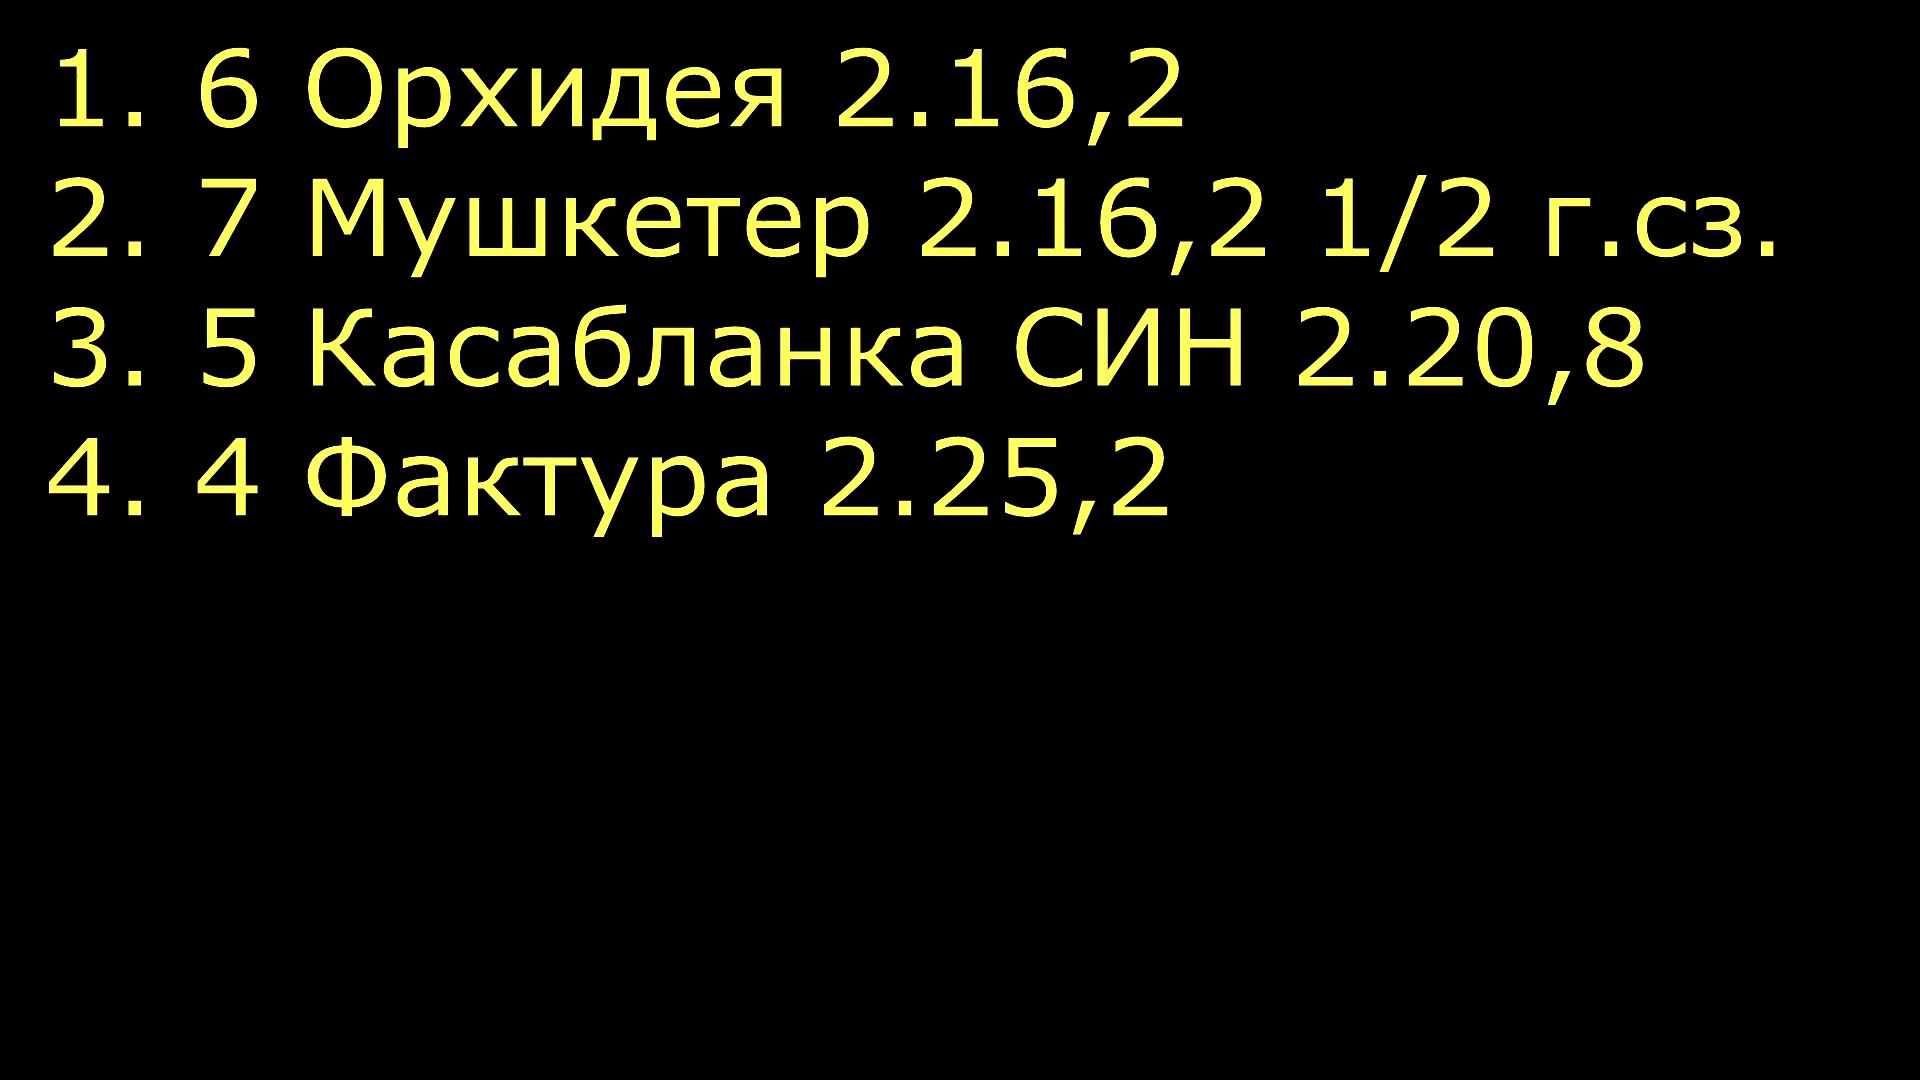 1. 6 Орхидея 2.16,2
2. 7 Мушкетер 2.16,2 1/2 г.сз.
3. 5 Касабланка СИН 2.20,8
4. 4 Фактура 2.25,2